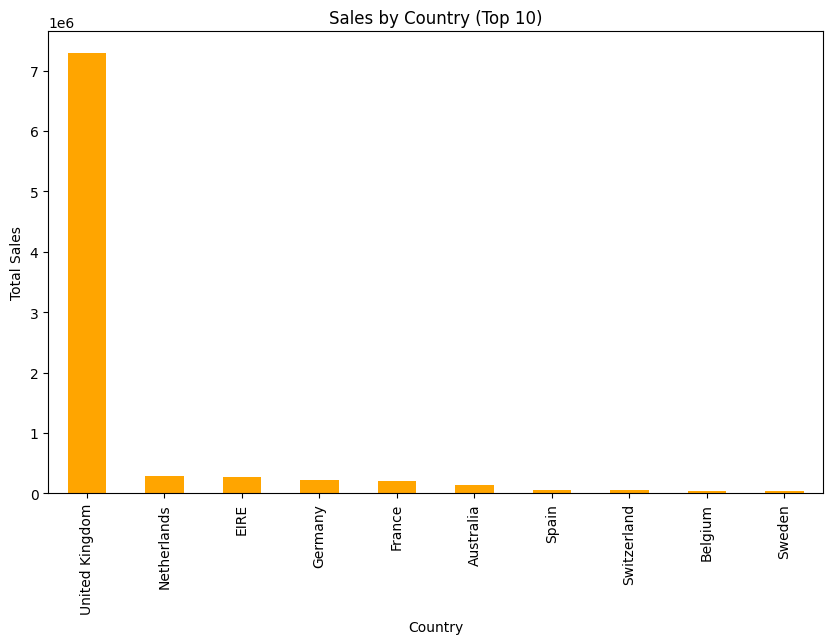 Sales by Country (Top 10)
1e6
7
6
5
4
3
2
1
0
Total Sales
United Kingdom
Netherlands
EIRE
Germany
France
Australia
Spain
Switzerland
Belgium
Sweden
Country